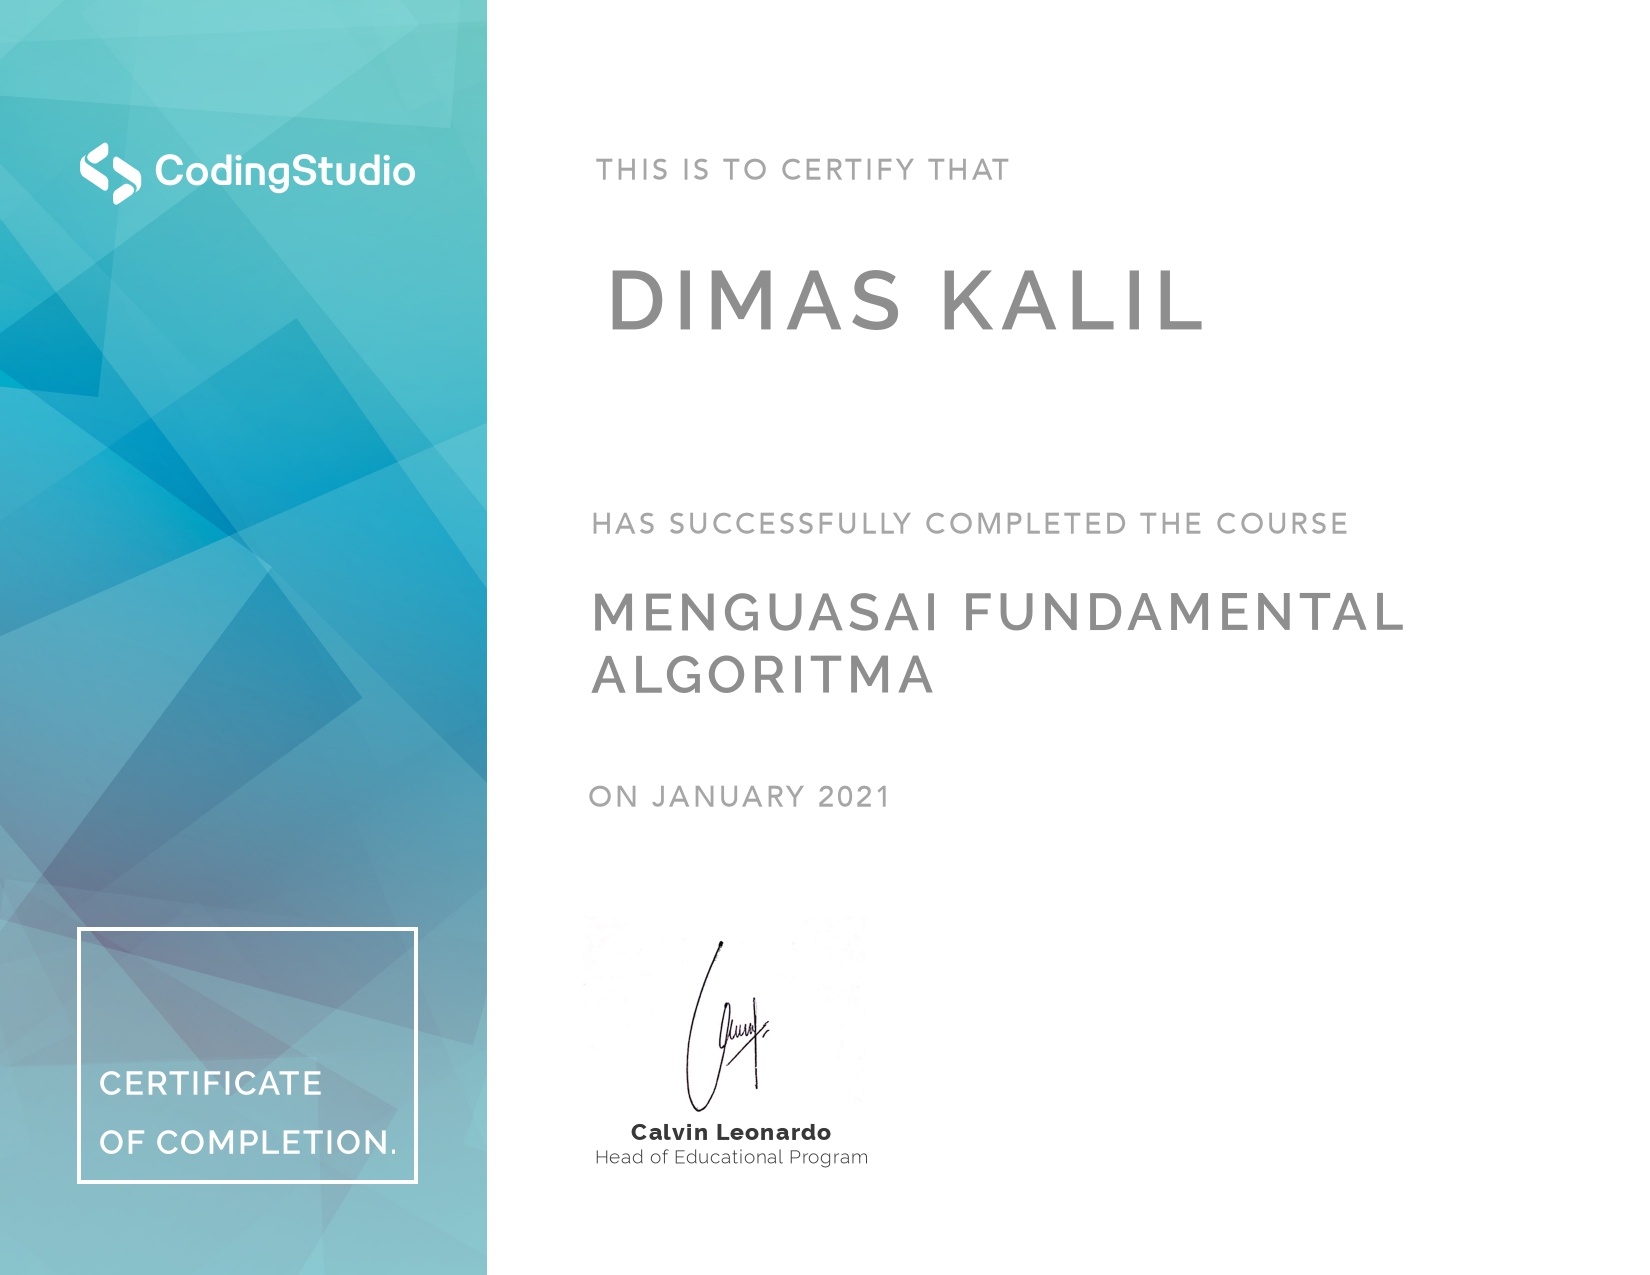 CodingStudio
THIS IS TO CERTIFY THAT
DIMAS KALIL
HAS SUCCESSFULLY COMPLETED THE COURSE
MENGUASAI FUNDAMENTAL
ALGORITMA
ON JANUARY 2021
Calvin Leonardo
Head of Educational Program
CERTIFICATE
OF COMPLETION.